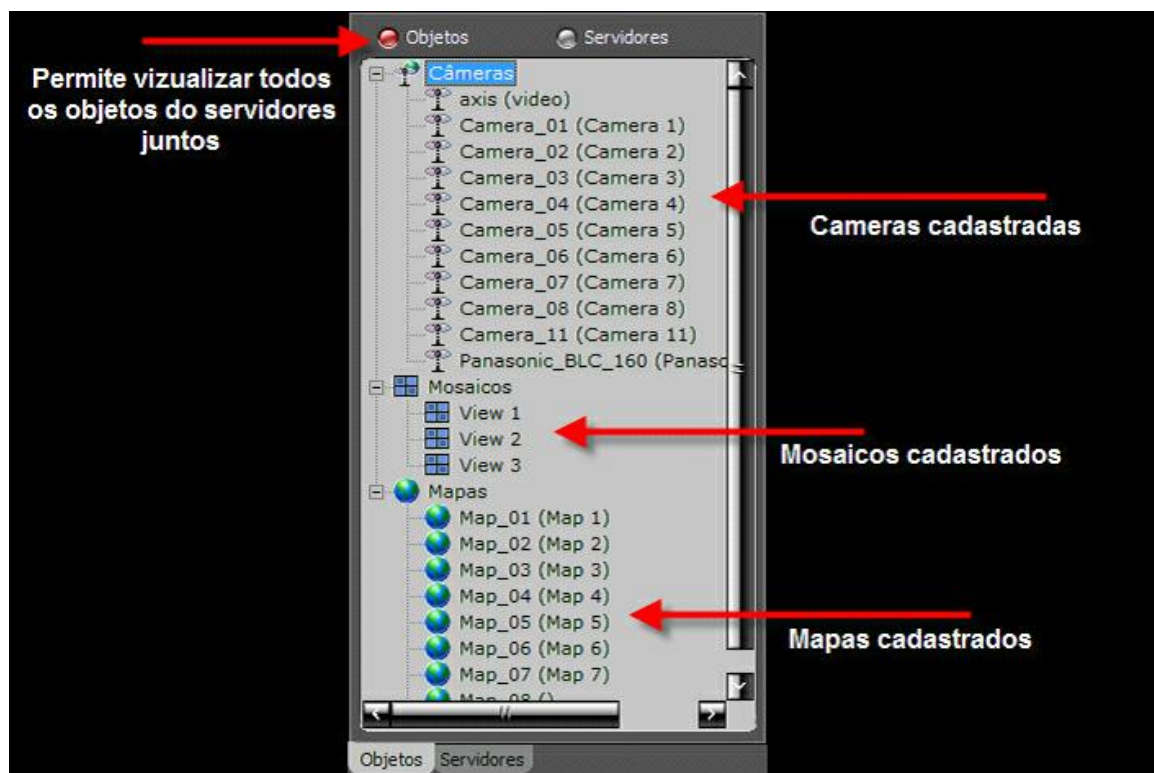 Objetos
Servidores
Permite vizualizar todos
os objetos do servidores
juntos
Câmeras
axis (video)
Camera_01 (Camera 1)
Camera_02 (Camera 2)
Camera_03 (Camera 3)
Camera_04 (Camera 4)
Camera_05 (Camera 5)
Camera_06 (Camera 6)
Camera_07 (Camera 7)
Camera_08 (Camera 8)
Camera_11 (Camera 11)
Panasonic_BLC_160 (Panaso
Cameras cadastradas
Mosaicos
View 1
View 2
View 3
Mosaicos cadastrados
Mapas
Map_01 (Map 1)
Map_02 (Map 2)
Map_03 (Map 3)
Map_04 (Map 4)
Map_05 (Map 5)
Map_06 (Map 6)
Map_07 (Map 7)
Map_08 ()
Mapas cadastrados
Objetos
Servidores